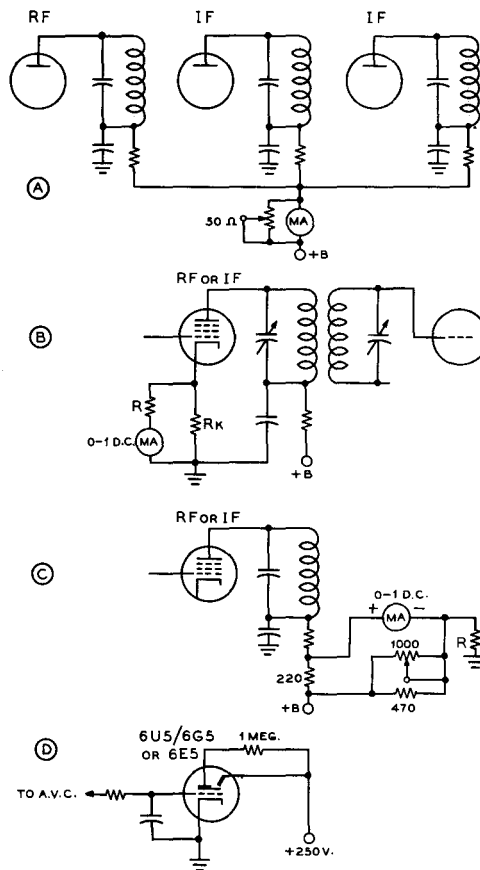 RF IF IF
A
50 Ω
MA
+B
RF OR IF
B
R
RK
0-1 D.C. MA
+B
RF OR IF
C
0-1 D.C.
+ MA -
1000
R
220
470
+B
D
6U5/6G5
OR 6E5
1 MEG.
TO A.V.C.
+250V.